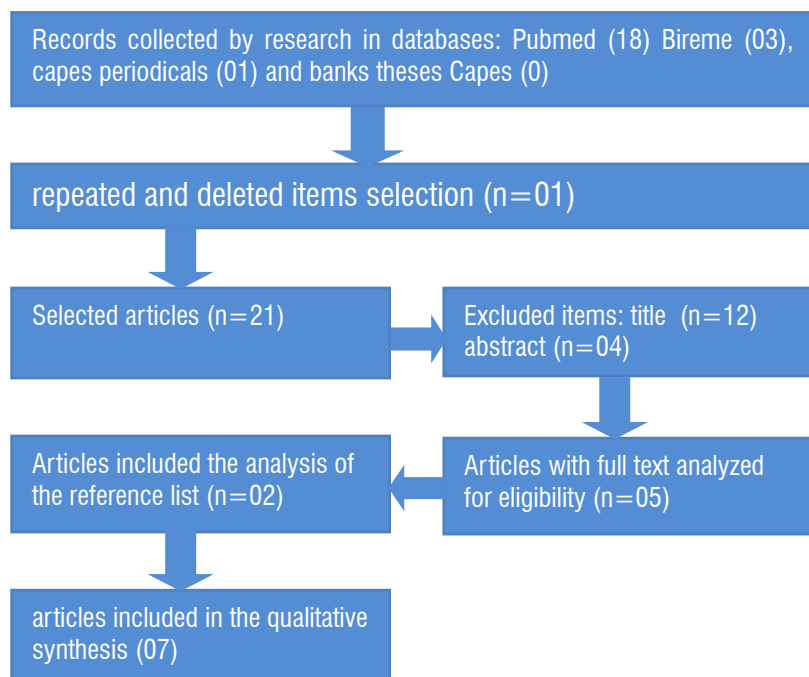 Records collected by research in databases: Pubmed (18) Bireme (03),
capes periodicals (01) and banks theses Capes (0)
repeated and deleted items selection (n=01)
Selected articles (n=21)
Excluded items: title (n=12)
abstract (n=04)
Articles with full text analyzed
for eligibility (n=05)
Articles included the analysis of
the reference list (n=02)
articles included in the qualitative
synthesis (07)